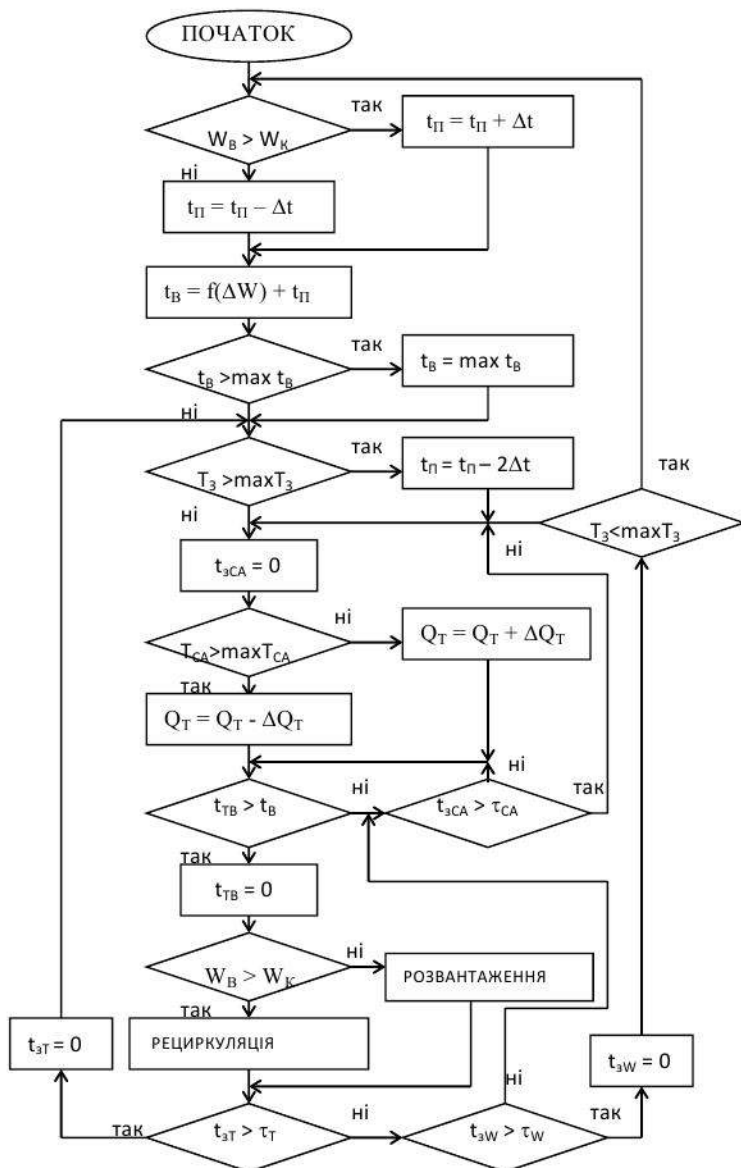 ПОЧАТОК
так
W_В > W_К
t_П = t_П + Δt
ні
t_П = t_П – Δt
t_В = f(ΔW) + t_П
так
t_В >max t_В
t_В = max t_В
ні
так
T_З >maxT_З
t_П = t_П – 2Δt
так
ні
T_З<maxT_З
ні
t_зСА = 0
ні
T_СА>maxT_СА
Q_Т = Q_Т + ΔQ_Т
так
Q_Т = Q_Т - ΔQ_Т
ні
t_ТВ > t_В
ні
t_зСА > τ_СА
так
так
t_ТВ = 0
ні
W_В > W_К
РОЗВАНТАЖЕННЯ
так
t_зТ = 0
РЕЦИРКУЛЯЦІЯ
t_зW = 0
ні
так
t_зТ > τ_Т
ні
t_зW > τ_W
так